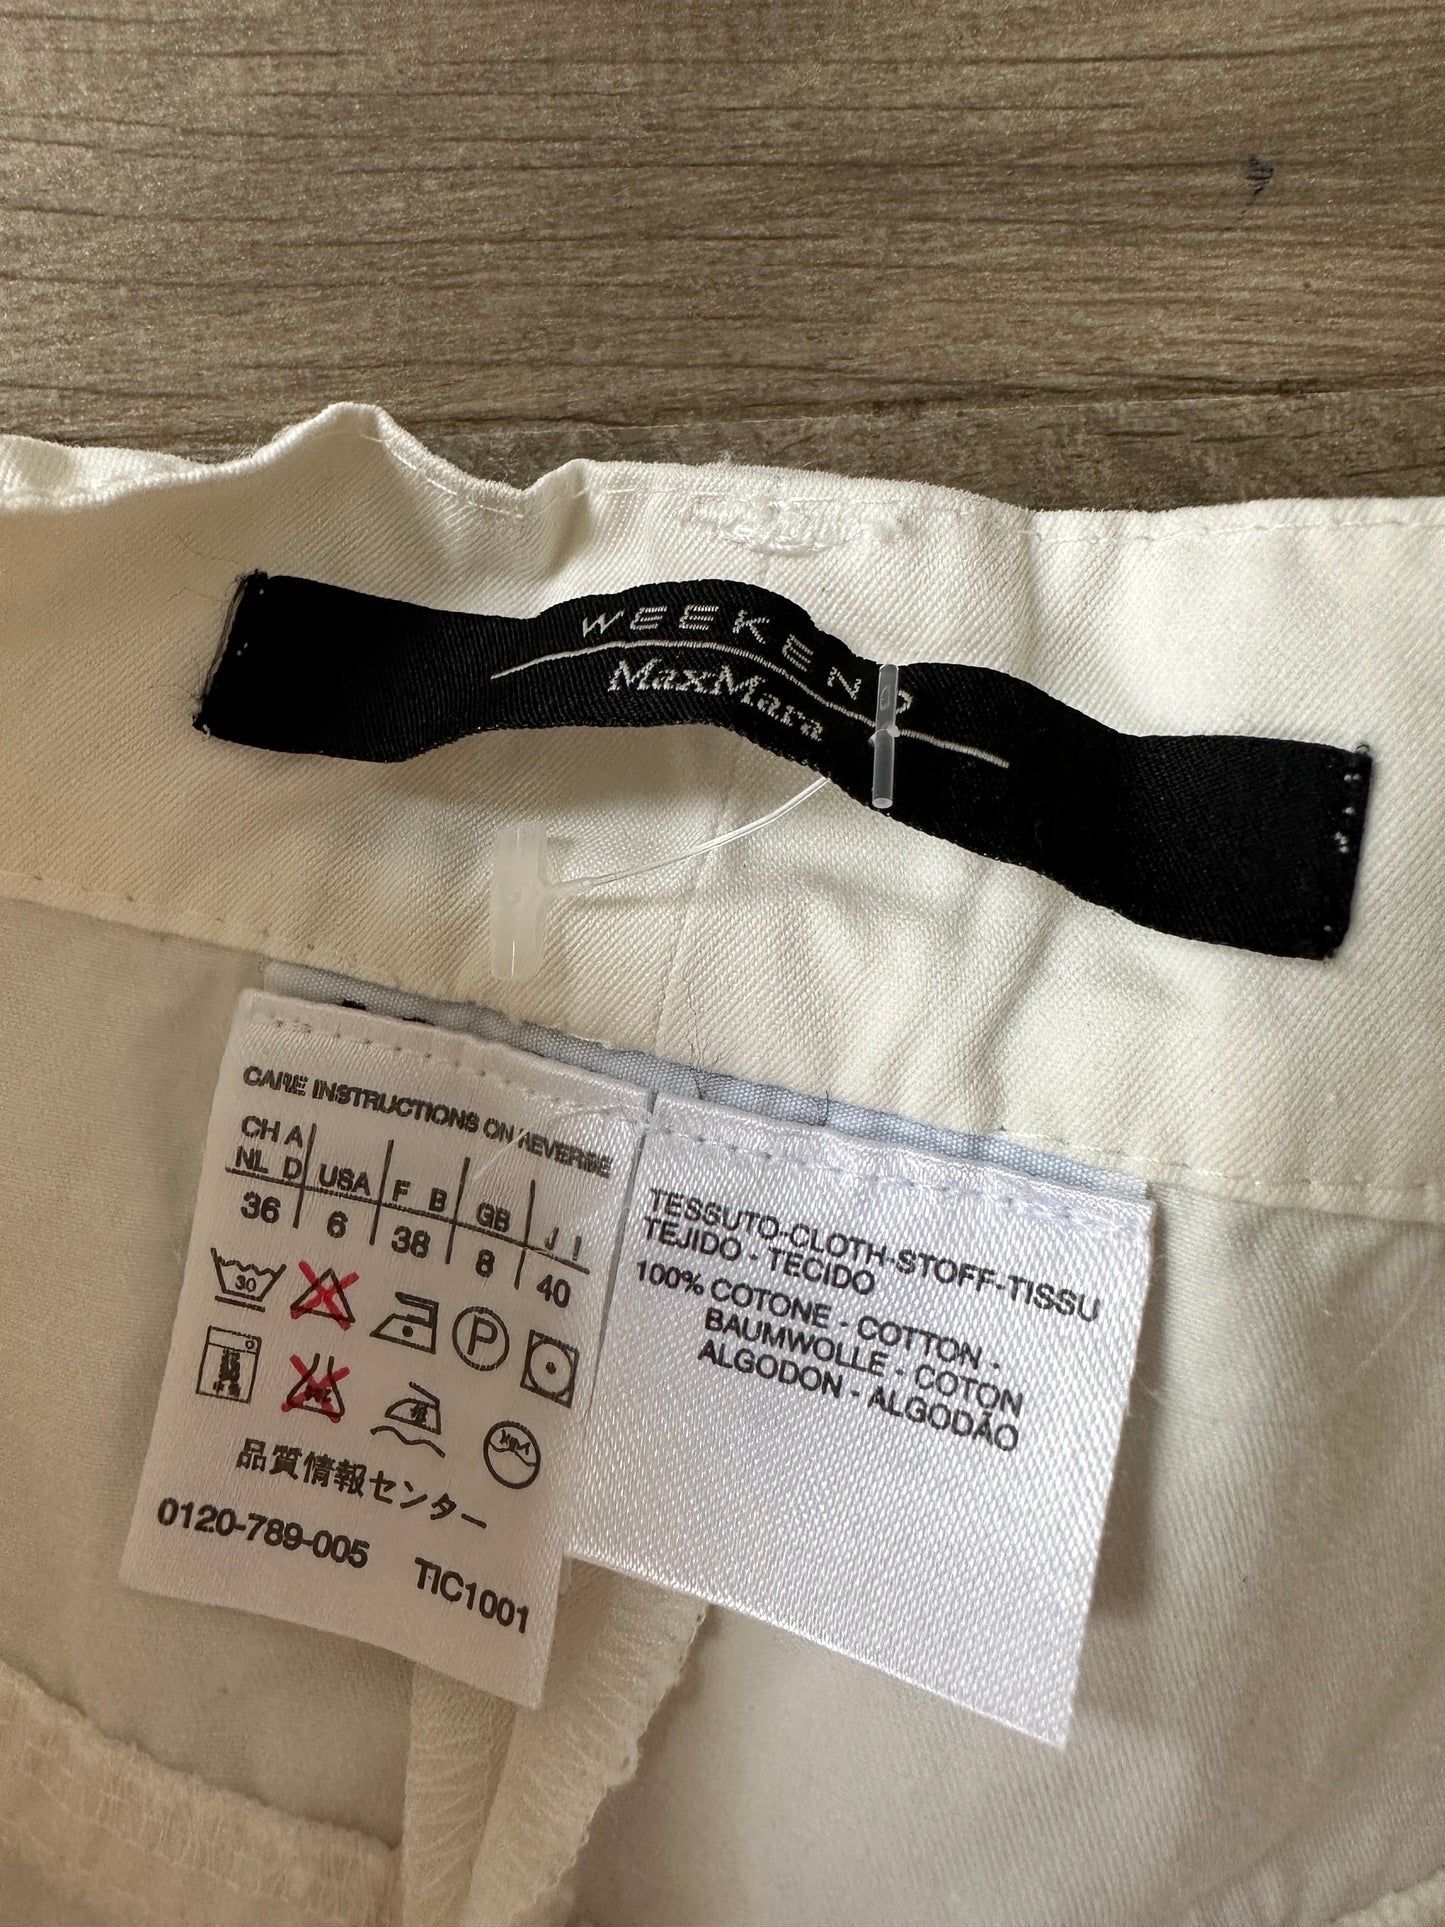 WEEKEND
MaxMara
CARE INSTRUCTIONS ON REVERSE
CH A
NL D USA F B GB J I
36 6 38 8 40
30
P
品質情報センター
0120-789-005 TIC1001
TESSUTO-CLOTH-STOFF-TISSU
TEJIDO - TECIDO
100% COTONE - COTTON -
BAUMWOLLE - COTON
ALGODON - ALGODÃO